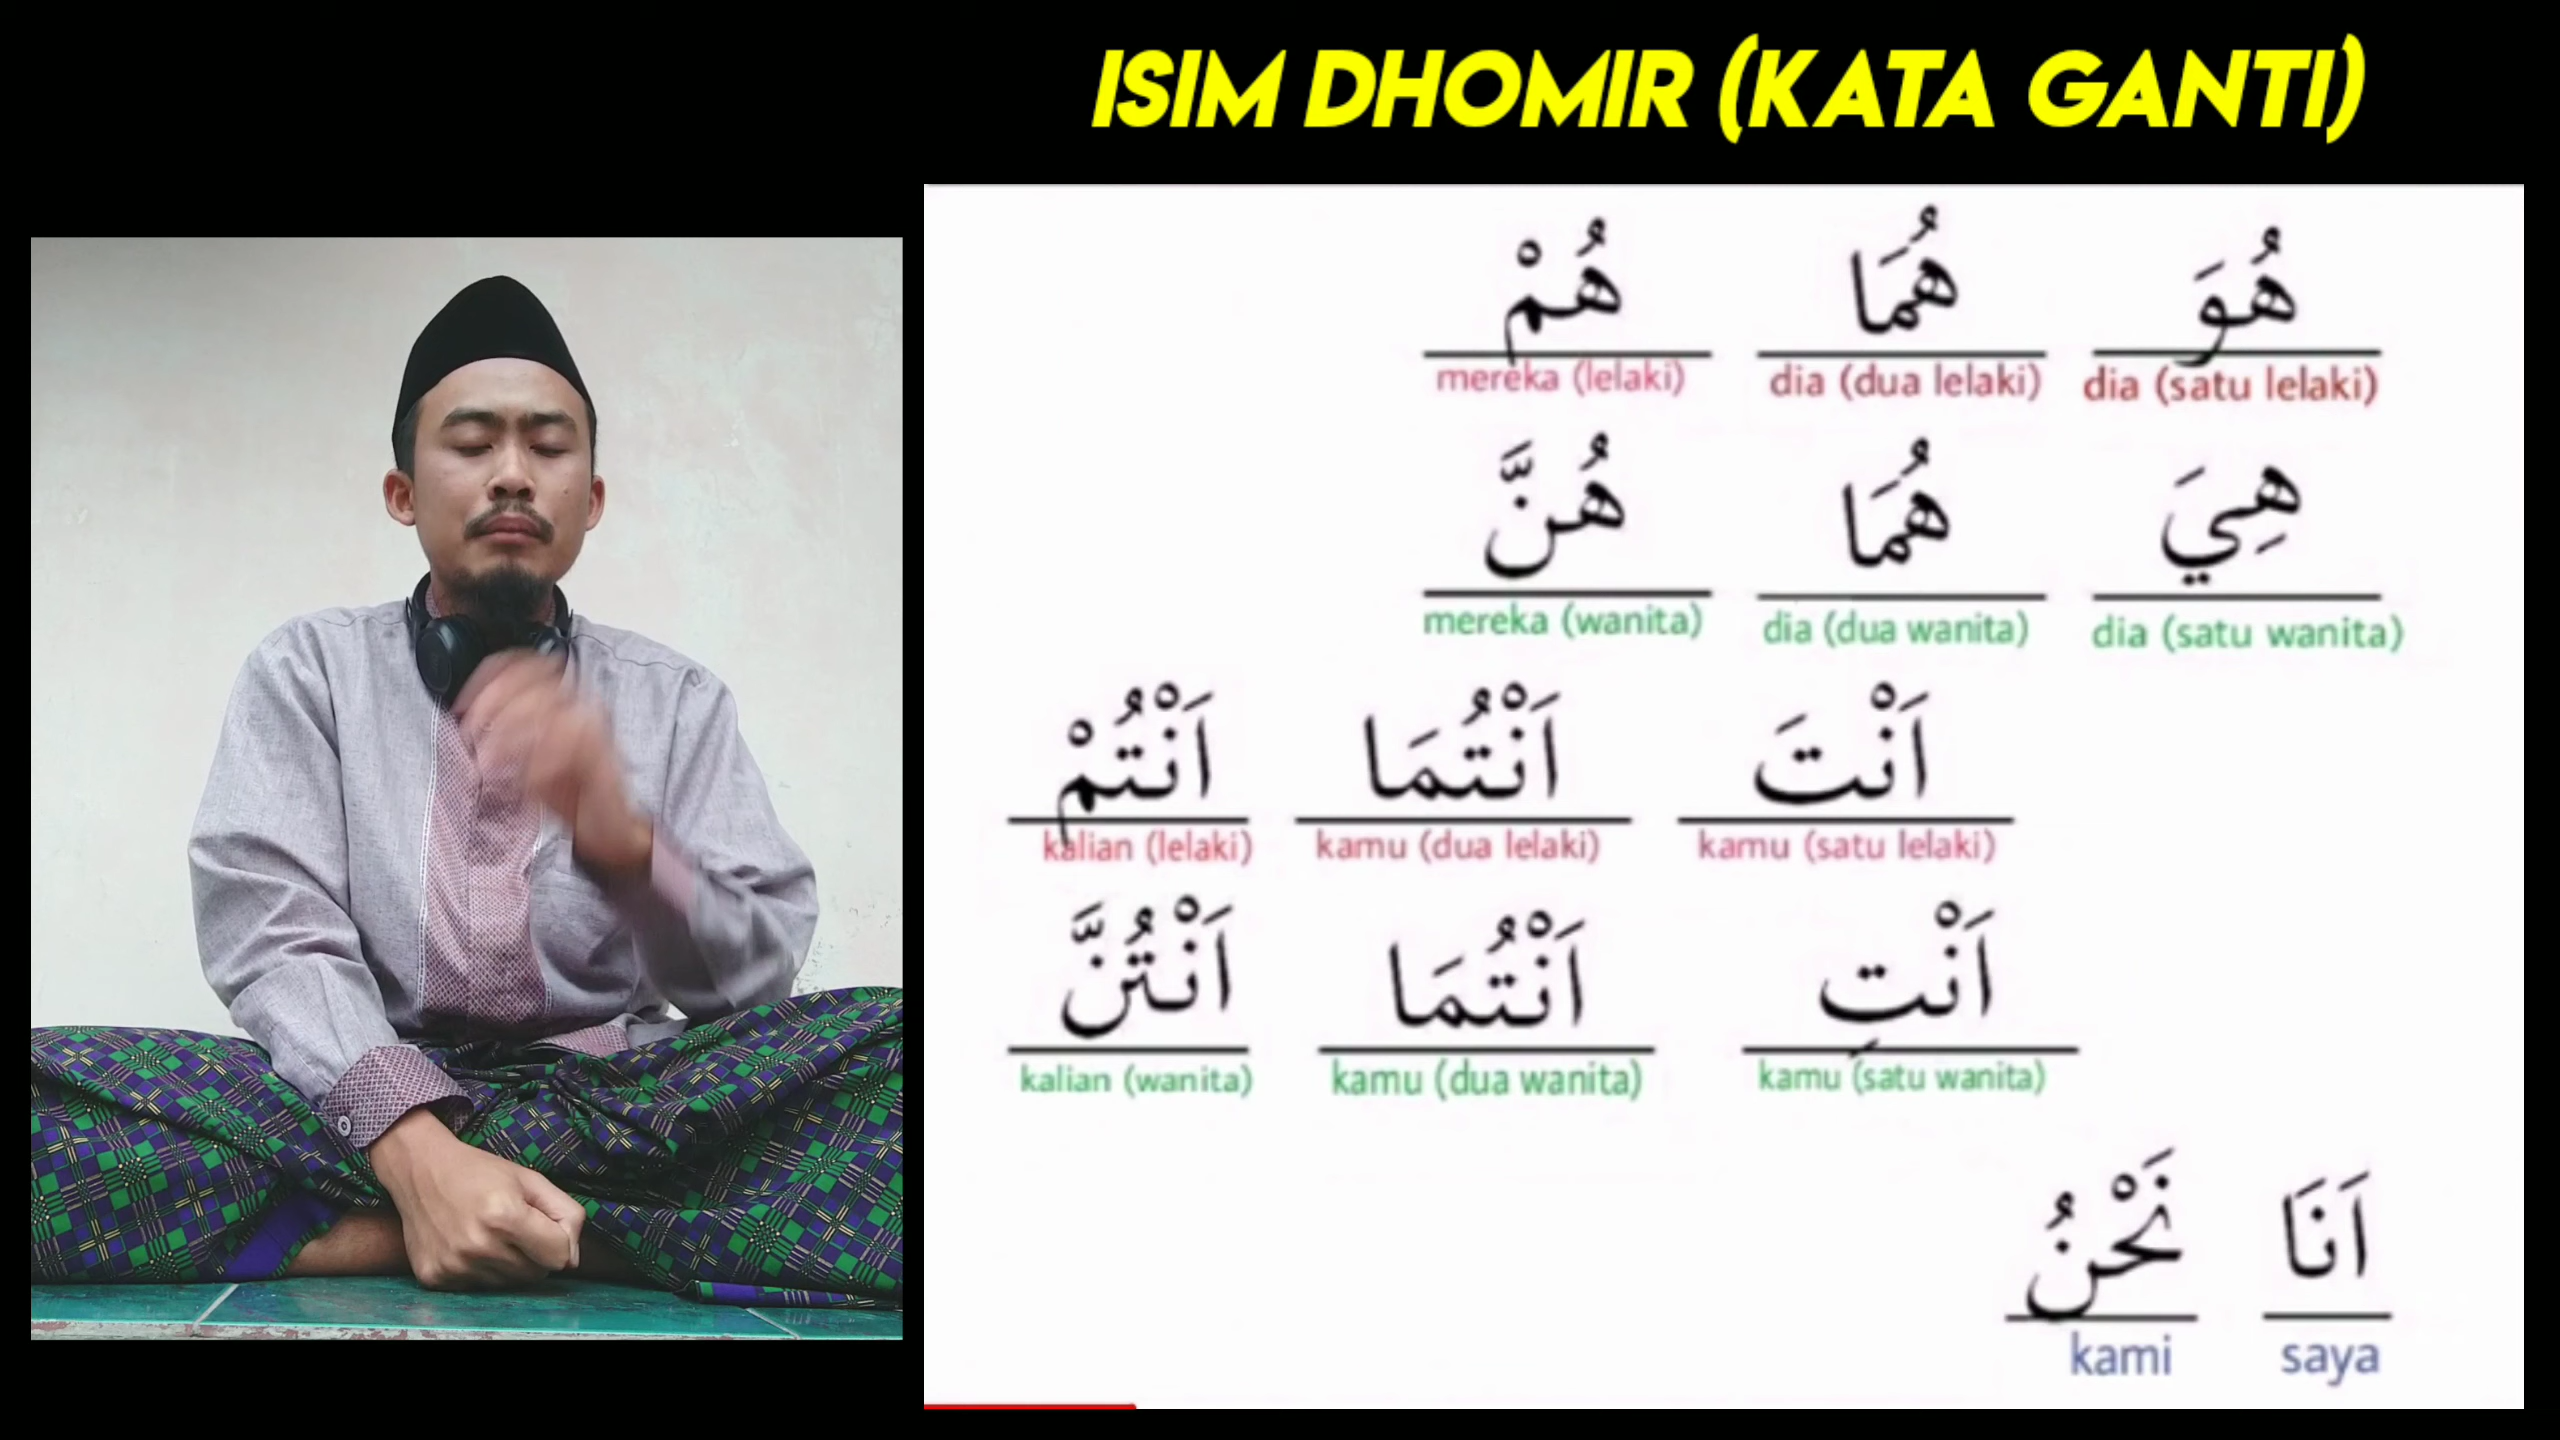 ISIM DHOMIR (KATA GANTI)
هُوَ هُمَا هُمْ
dia (satu lelaki) dia (dua lelaki) mereka (lelaki)
هِيَ هُمَا هُنَّ
dia (satu wanita) dia (dua wanita) mereka (wanita)
اَنْتَ اَنْتُمَا اَنْتُمْ
kamu (satu lelaki) kamu (dua lelaki) kalian (lelaki)
اَنْتِ اَنْتُمَا اَنْتُنَّ
kamu (satu wanita) kamu (dua wanita) kalian (wanita)
اَنَا نَحْنُ
saya kami